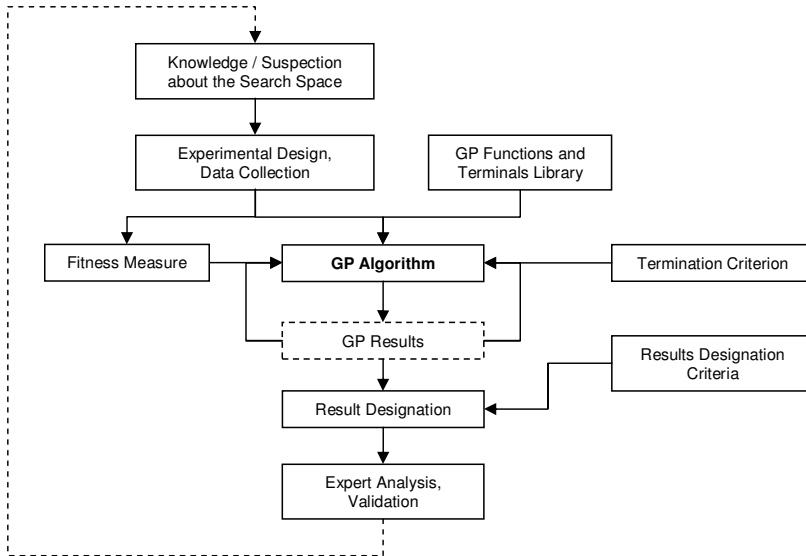 Knowledge / Suspection
about the Search Space
Experimental Design,
Data Collection
GP Functions and
Terminals Library
Fitness Measure
GP Algorithm
Termination Criterion
GP Results
Results Designation
Criteria
Result Designation
Expert Analysis,
Validation